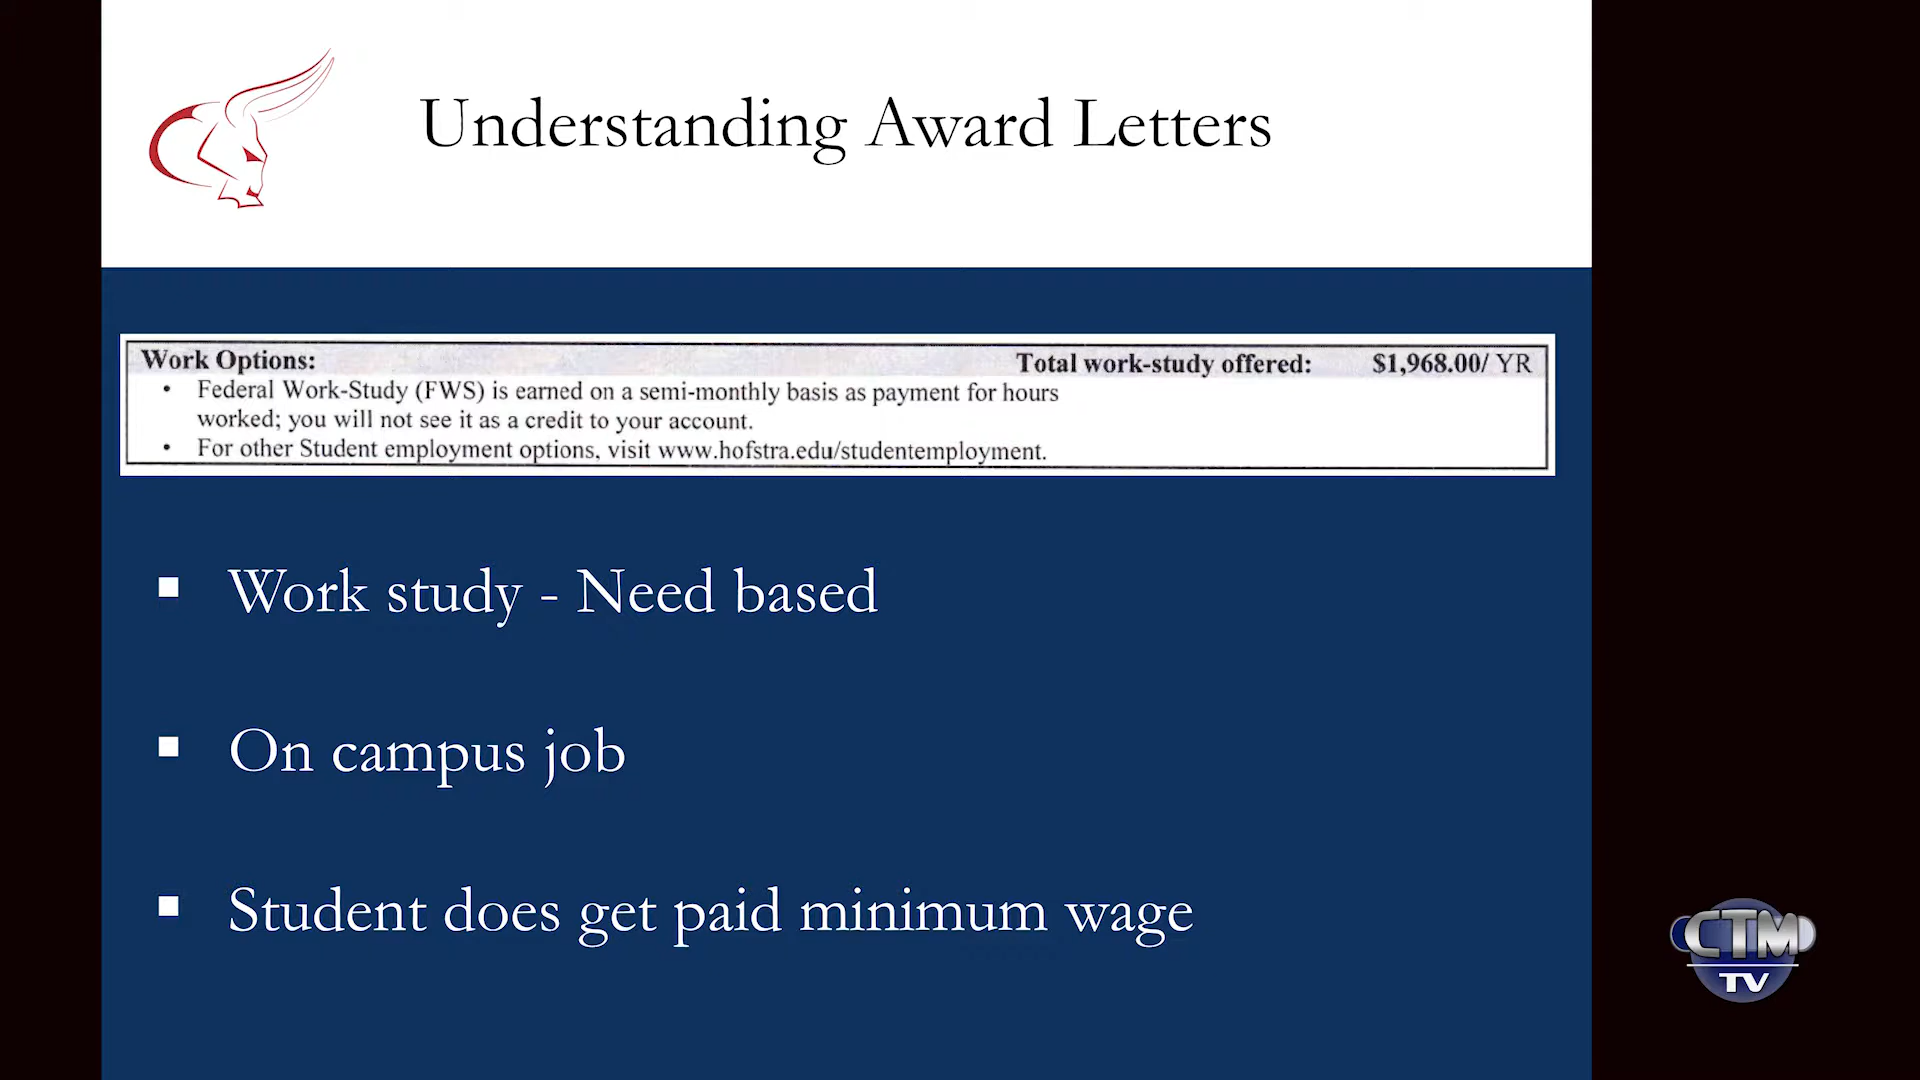 Understanding Award Letters
Work Options: Total work-study offered: $1,968.00/ YR
• Federal Work-Study (FWS) is earned on a semi-monthly basis as payment for hours
worked; you will not see it as a credit to your account.
• For other Student employment options, visit www.hofstra.edu/studentemployment.
▪ Work study - Need based
▪ On campus job
▪ Student does get paid minimum wage
CTM
TV